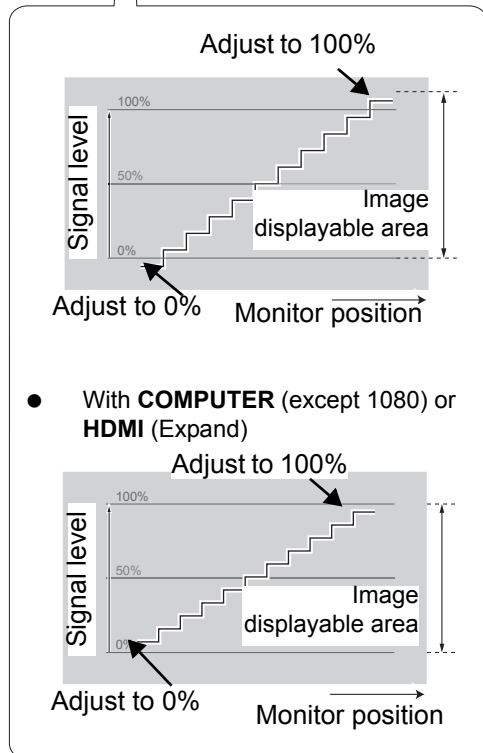 Adjust to 100%
100%
50%
0%
Signal level
Image
displayable area
Adjust to 0%
Monitor position
● With COMPUTER (except 1080) or
HDMI (Expand)
Adjust to 100%
100%
50%
0%
Signal level
Image
displayable area
Adjust to 0%
Monitor position